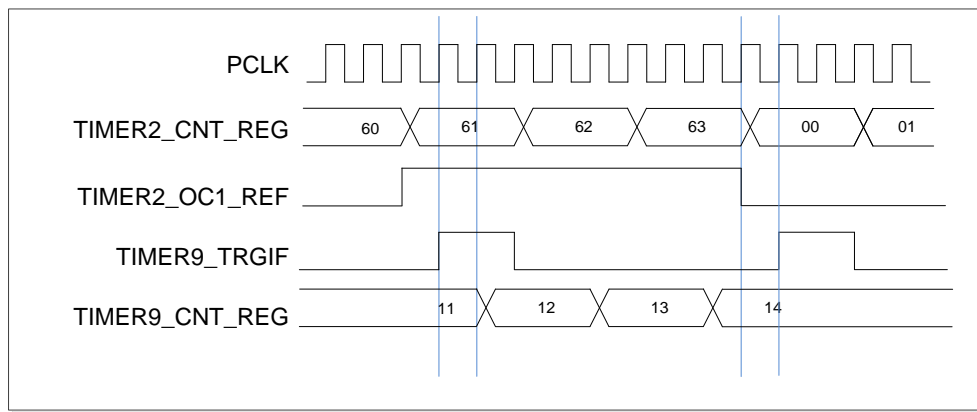 PCLK
TIMER2_CNT_REG 60 61 62 63 00 01
TIMER2_OC1_REF
TIMER9_TRGIF
TIMER9_CNT_REG 11 12 13 14